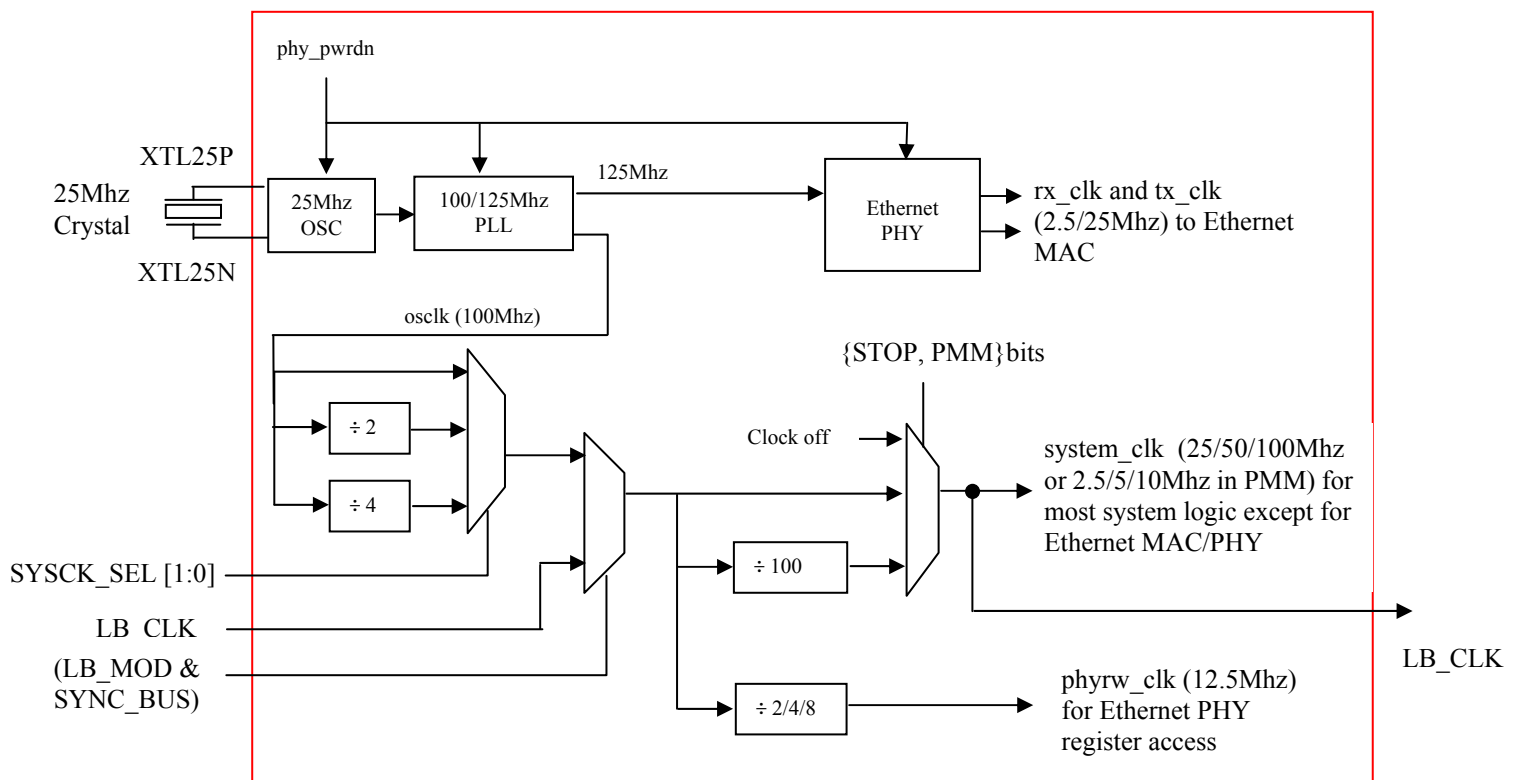 phy_pwrdn
XTL25P
25Mhz
Crystal
XTL25N
25Mhz
OSC
100/125Mhz
PLL
125Mhz
Ethernet
PHY
rx_clk and tx_clk
(2.5/25Mhz) to Ethernet
MAC
osclk (100Mhz)
÷ 2
÷ 4
{STOP, PMM}bits
Clock off
system_clk (25/50/100Mhz
or 2.5/5/10Mhz in PMM) for
most system logic except for
Ethernet MAC/PHY
÷ 100
SYSCK_SEL [1:0]
LB CLK
(LB_MOD &
SYNC_BUS)
LB_CLK
÷ 2/4/8
phyrw_clk (12.5Mhz)
for Ethernet PHY
register access